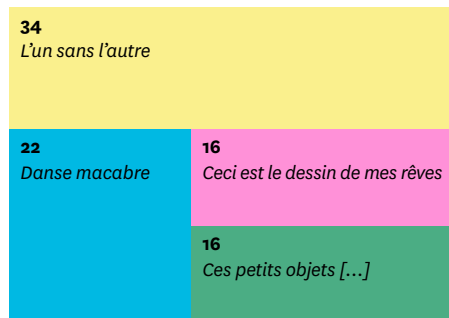 34
L’un sans l’autre
22
Danse macabre
16
Ceci est le dessin de mes rêves
16
Ces petits objets […]